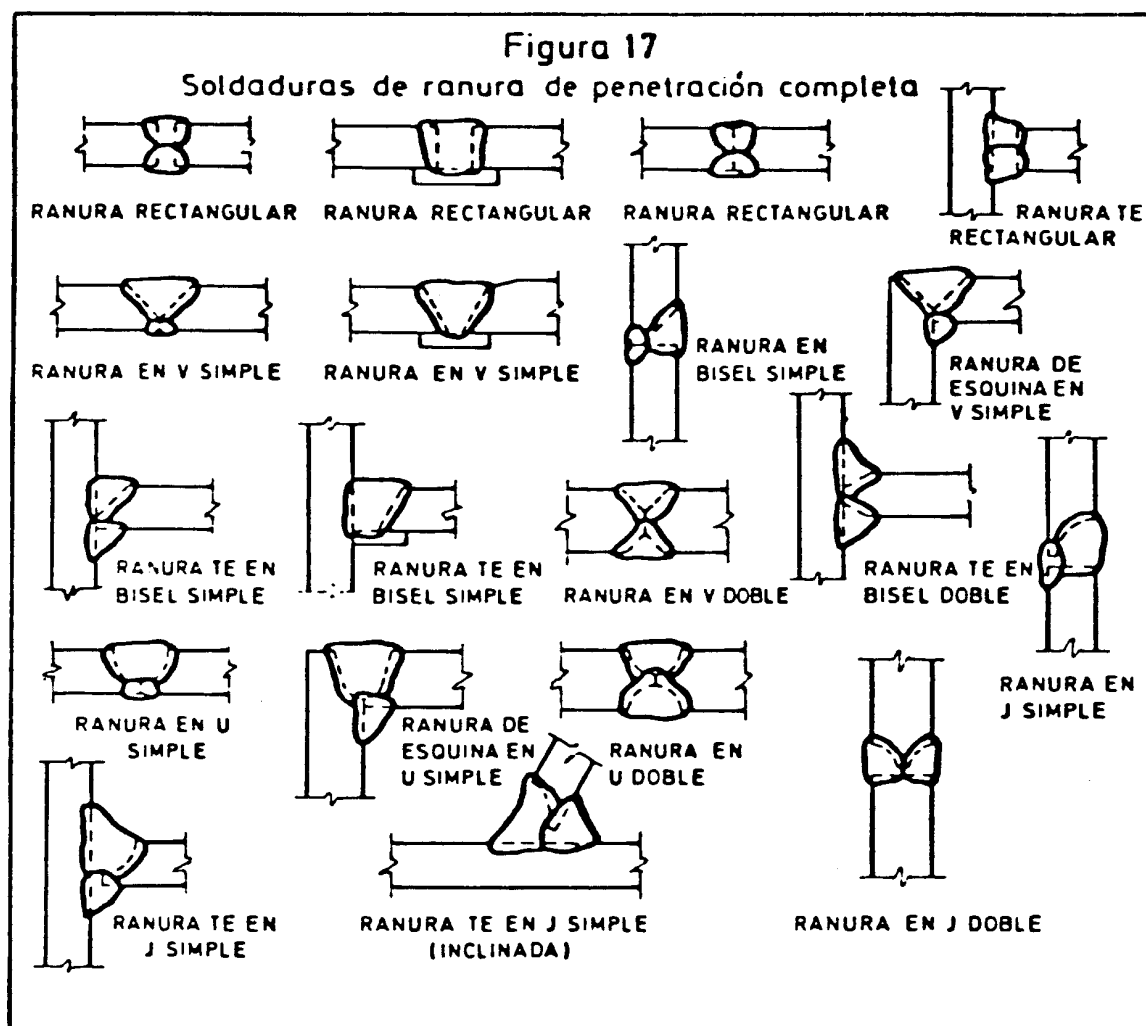 Figura 17
Soldaduras de ranura de penetración completa
RANURA RECTANGULAR
RANURA RECTANGULAR
RANURA RECTANGULAR
RANURA TE
RECTANGULAR
RANURA EN V SIMPLE
RANURA EN V SIMPLE
RANURA EN
BISEL SIMPLE
RANURA DE
ESQUINA EN
V SIMPLE
RANURA TE EN
BISEL SIMPLE
RANURA TE EN
BISEL SIMPLE
RANURA EN V DOBLE
RANURA TE EN
BISEL DOBLE
RANURA EN
J SIMPLE
RANURA EN U
SIMPLE
RANURA DE
ESQUINA EN
U SIMPLE
RANURA EN
U DOBLE
RANURA TE EN
J SIMPLE
RANURA TE EN J SIMPLE
(INCLINADA)
RANURA EN J DOBLE